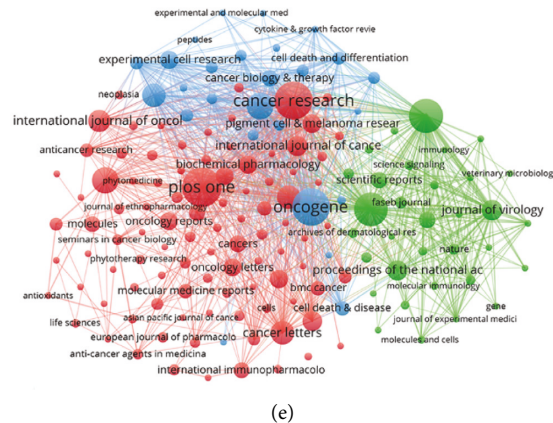 experimental and molecular med
cytokine & growth factor revie
peptides
experimental cell research
cell death and differentiation
cancer biology & therapy
neoplasia
cancer research
international journal of oncol
pigment cell & melanoma resear
anticancer research
international journal of cance
immunology
science signaling
biochemical pharmacology
veterinary microbiolog
phytomedicine
plos one
scientific reports
journal of ethnopharmacology
oncogene
faseb journal
journal of virology
molecules
oncology reports
archives of dermatological res
seminars in cancer biology
cancers
nature
phytotherapy research
oncology letters
proceedings of the national ac
molecular immunology
antioxidants
molecular medicine reports
bmc cancer
cells
cell death & disease
gene
life sciences
asian pacific journal of cance
journal of experimental medici
european journal of pharmacolo
cancer letters
molecules and cells
anti-cancer agents in medicina
international immunopharmacolo
(e)